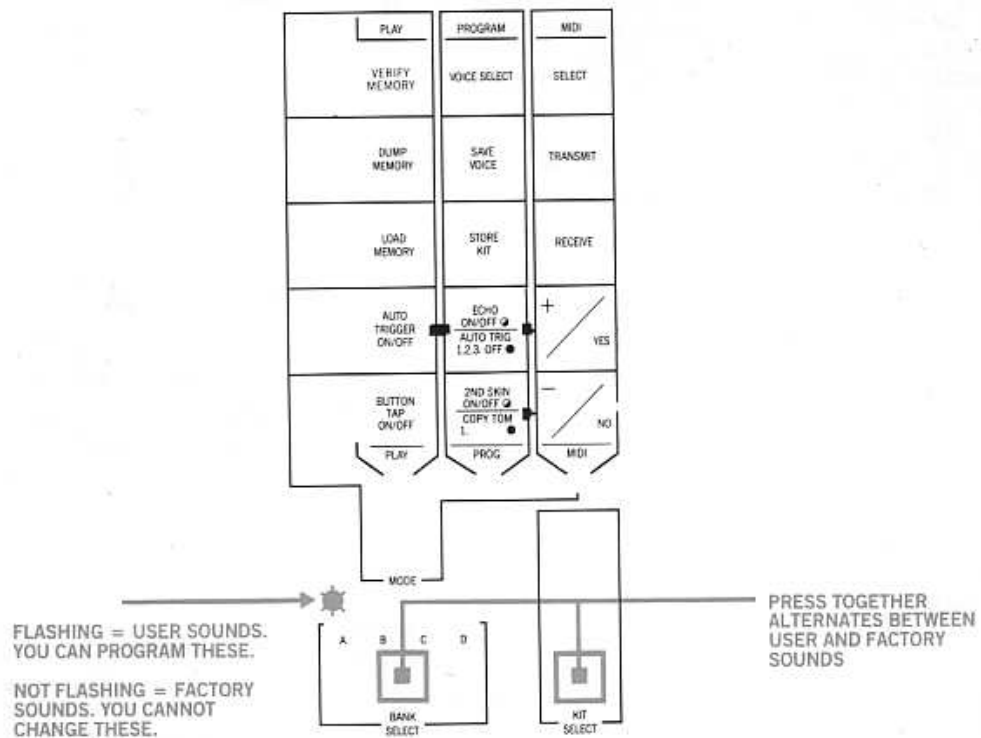 PLAY
PROGRAM
MIDI
VERIFY
MEMORY
VOICE SELECT
SELECT
DUMP
MEMORY
SAVE
VOICE
TRANSMIT
LOAD
MEMORY
STORE
KIT
RECEIVE
AUTO
TRIGGER
ON/OFF
ECHO
ON/OFF
AUTO TRIG
1.2.3. OFF
+
YES
BUTTON
TAP
ON/OFF
2ND SKIN
ON/OFF
COPY TOM
1.
–
NO
PLAY
PROG
MIDI
MODE
FLASHING = USER SOUNDS.
YOU CAN PROGRAM THESE.
NOT FLASHING = FACTORY
SOUNDS. YOU CANNOT
CHANGE THESE.
A B C D
BANK
SELECT
KIT
SELECT
PRESS TOGETHER
ALTERNATES BETWEEN
USER AND FACTORY
SOUNDS